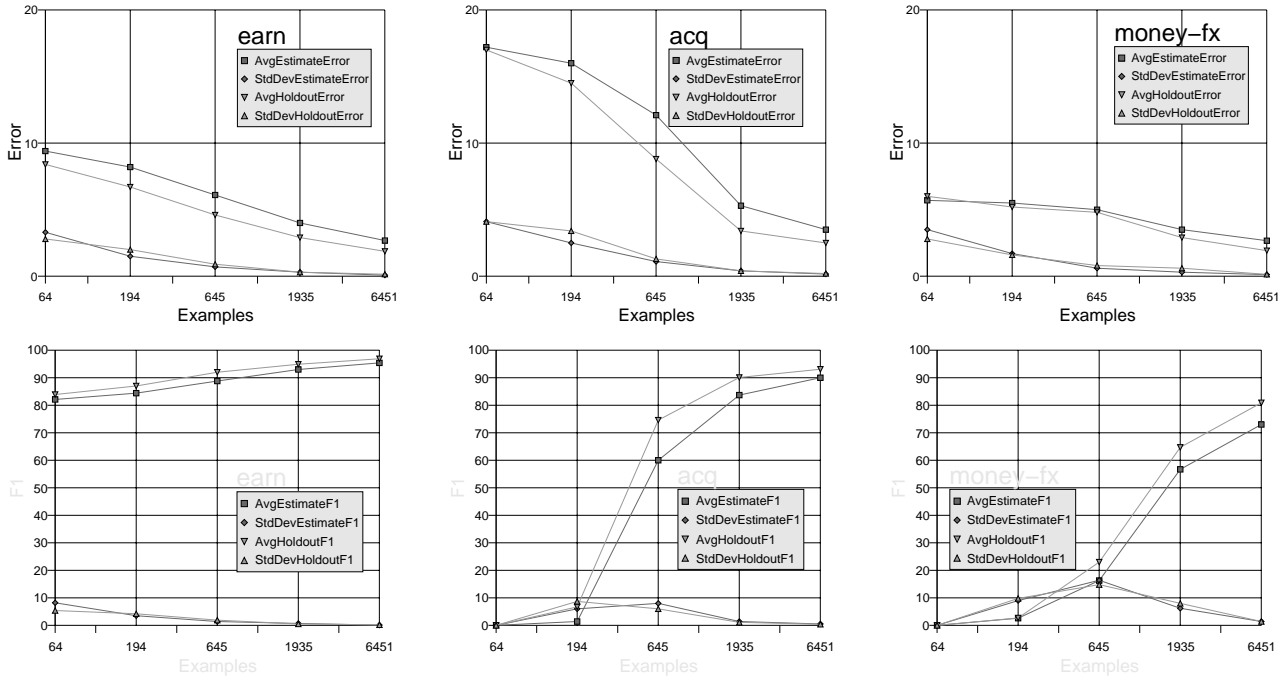 20
earn
AvgEstimateError
StdDevEstimateError
AvgHoldoutError
StdDevHoldoutError
10
Error
0
64
194
645
1935
6451
Examples
20
acq
AvgEstimateError
StdDevEstimateError
AvgHoldoutError
StdDevHoldoutError
10
Error
0
64
194
645
1935
6451
Examples
20
money-fx
AvgEstimateError
StdDevEstimateError
AvgHoldoutError
StdDevHoldoutError
10
Error
0
64
194
645
1935
6451
Examples
100
90
80
70
60
50
40
30
20
10
0
F1
earn
AvgEstimateF1
StdDevEstimateF1
AvgHoldoutF1
StdDevHoldoutF1
64
194
645
1935
6451
Examples
100
90
80
70
60
50
40
30
20
10
0
F1
acq
AvgEstimateF1
StdDevEstimateF1
AvgHoldoutF1
StdDevHoldoutF1
64
194
645
1935
6451
Examples
100
90
80
70
60
50
40
30
20
10
0
F1
money-fx
AvgEstimateF1
StdDevEstimateF1
AvgHoldoutF1
StdDevHoldoutF1
64
194
645
1935
6451
Examples